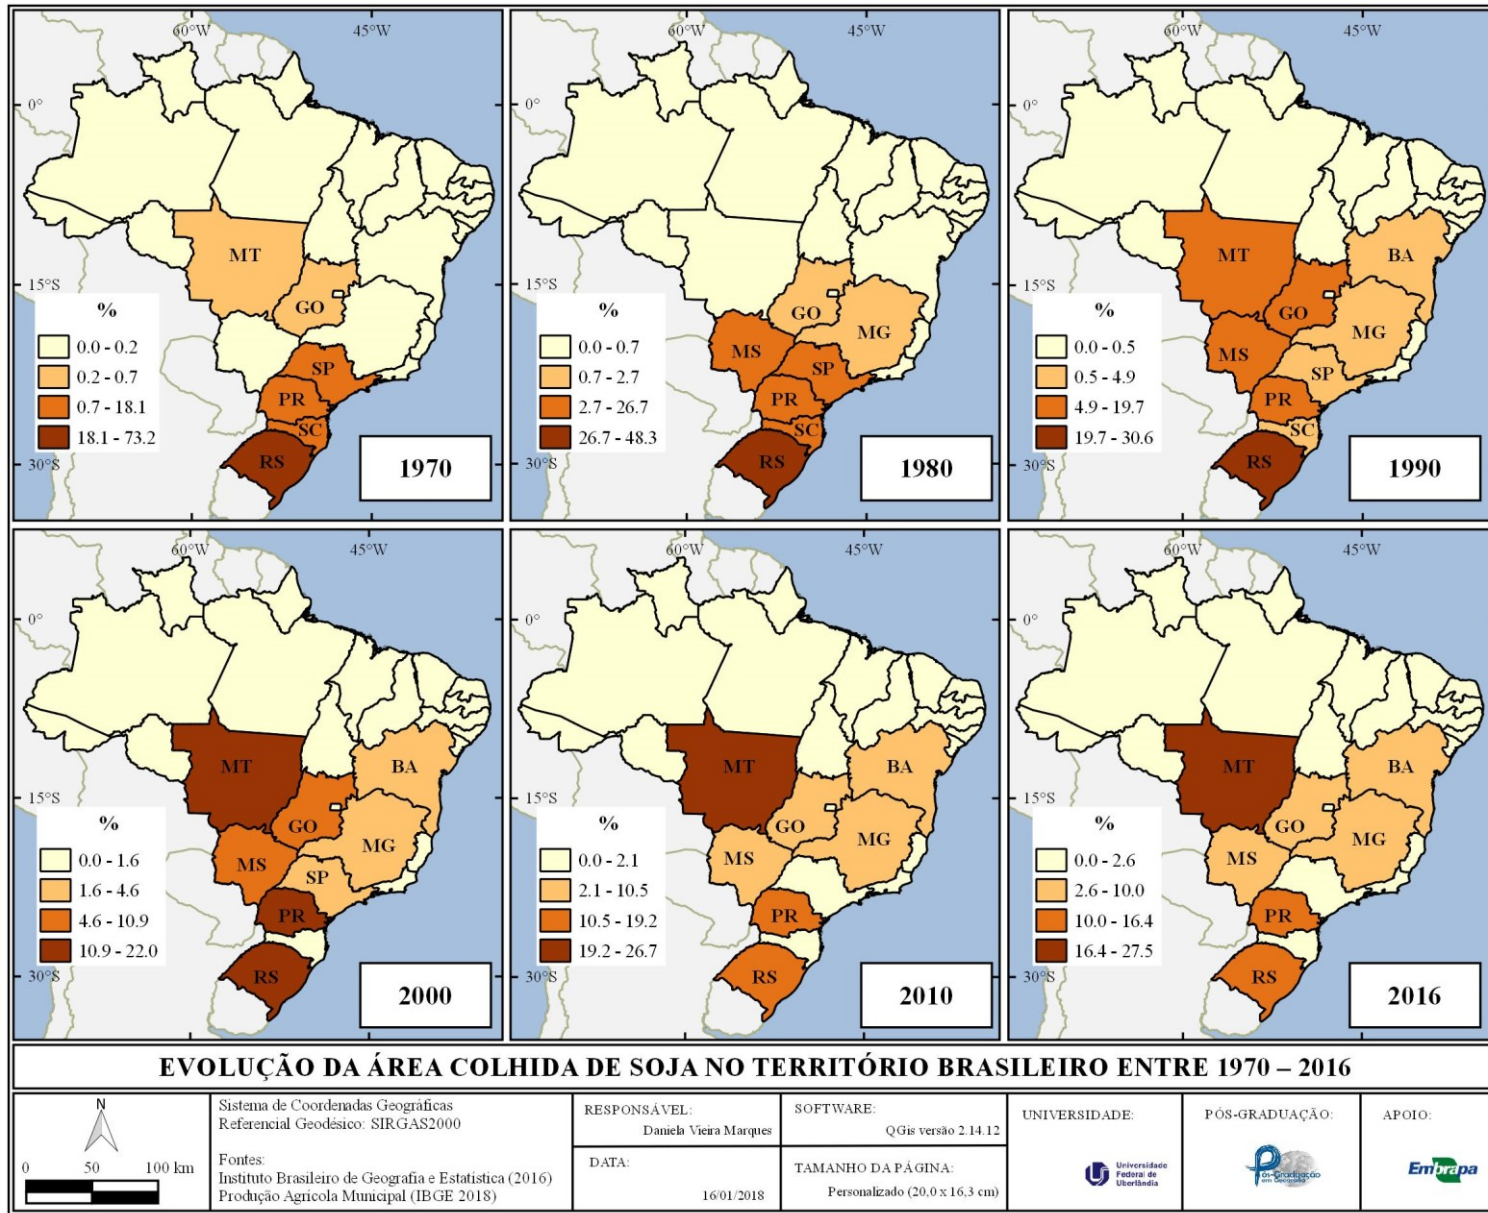 60°W 45°W
0°
15°S
30°S
MT
GO
SP
PR
SC
RS
%
0.0 - 0.2
0.2 - 0.7
0.7 - 18.1
18.1 - 73.2
1970
60°W 45°W
0°
15°S
30°S
GO
MG
MS
SP
PR
SC
RS
%
0.0 - 0.7
0.7 - 2.7
2.7 - 26.7
26.7 - 48.3
1980
60°W 45°W
0°
15°S
30°S
MT
BA
GO
MG
MS
SP
PR
SC
RS
%
0.0 - 0.5
0.5 - 4.9
4.9 - 19.7
19.7 - 30.6
1990
60°W 45°W
0°
15°S
30°S
MT
BA
GO
MG
MS
SP
PR
RS
%
0.0 - 1.6
1.6 - 4.6
4.6 - 10.9
10.9 - 22.0
2000
60°W 45°W
0°
15°S
30°S
MT
BA
GO
MG
MS
PR
RS
%
0.0 - 2.1
2.1 - 10.5
10.5 - 19.2
19.2 - 26.7
2010
60°W 45°W
0°
15°S
30°S
MT
BA
GO
MG
MS
PR
RS
%
0.0 - 2.6
2.6 - 10.0
10.0 - 16.4
16.4 - 27.5
2016
EVOLUÇÃO DA ÁREA COLHIDA DE SOJA NO TERRITÓRIO BRASILEIRO ENTRE 1970 – 2016
N
0 50 100 km
Sistema de Coordenadas Geográficas
Referencial Geodésico: SIRGAS2000
Fontes:
Instituto Brasileiro de Geografia e Estatística (2016)
Produção Agricola Municipal (IBGE 2018)
RESPONSÁVEL:
Daniela Vieira Marques
DATA:
16/01/2018
SOFTWARE:
QGis versão 2.14.12
TAMANHO DA PÁGINA:
Personalizado (20,0 x 16,3 cm)
UNIVERSIDADE:
Universidade
Federal de
Uberlândia
PÓS-GRADUAÇÃO:
Pós-Graduação
em Geografia
APOIO:
Embrapa